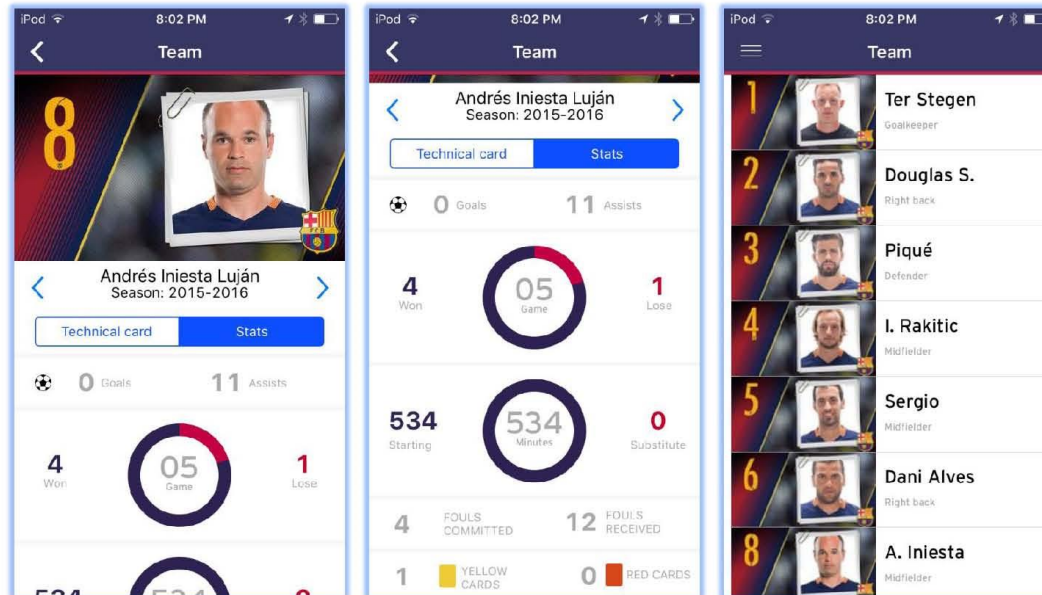 iPod 8:02 PM
Team
8
FCB
Andrés Iniesta Luján
Season: 2015-2016
Technical card Stats
0 Goals 11 Assists
4 Won
05 Game
1 Lose
534
534
0
iPod 8:02 PM
Team
Andrés Iniesta Luján
Season: 2015-2016
Technical card Stats
0 Goals 11 Assists
4 Won
05 Game
1 Lose
534 Starting
534 Minutes
0 Substitute
4 FOULS COMMITTED 12 FOULS RECEIVED
1 YELLOW CARDS 0 RED CARDS
iPod 8:02 PM
Team
1 Ter Stegen
Goalkeeper
2 Douglas S.
Right back
3 Piqué
Defender
4 I. Rakitic
Midfielder
5 Sergio
Midfielder
6 Dani Alves
Right back
8 A. Iniesta
Midfielder